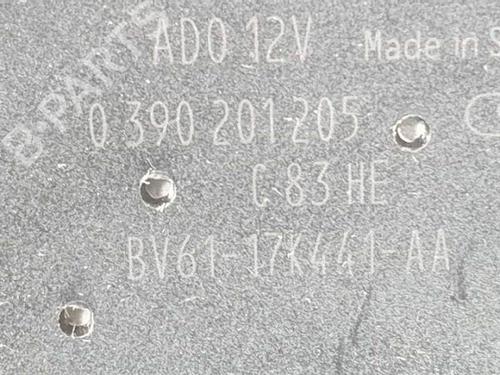 AD0 12V Made in S
0 390 201 205
C 83 HE
BV61-17K441-AA
B-PARTS